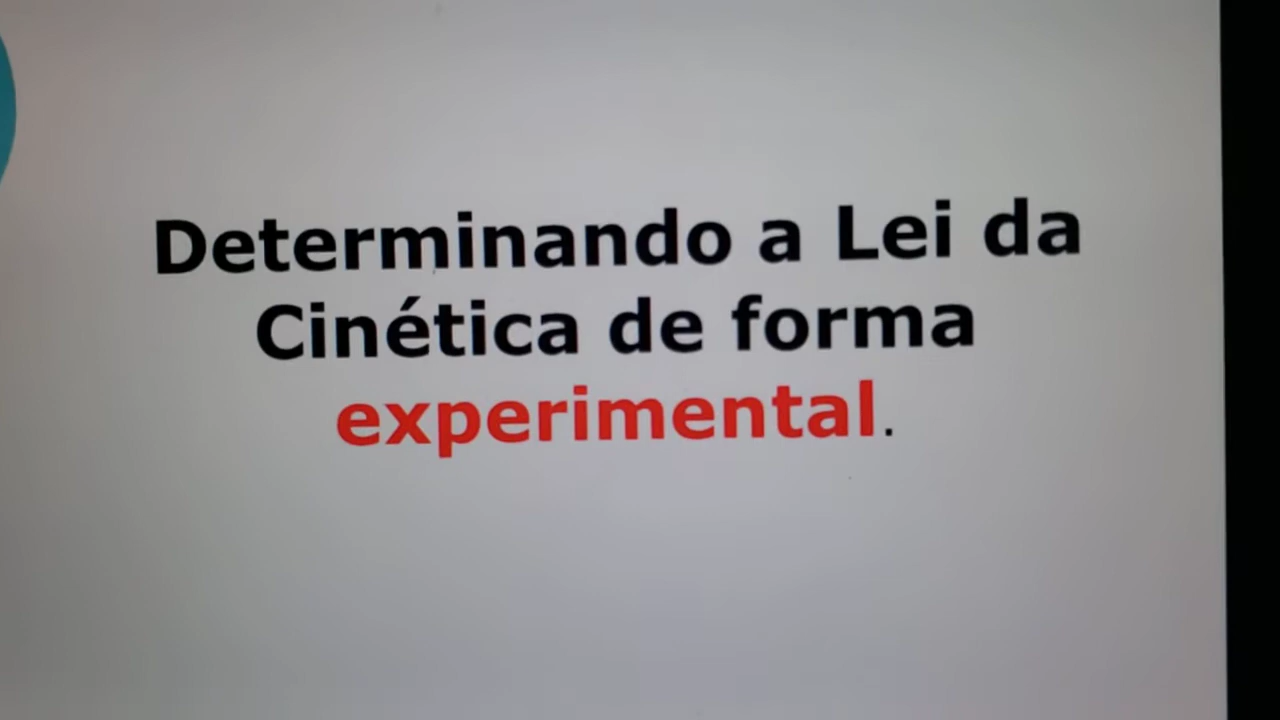 Determinando a Lei da
Cinética de forma
experimental.